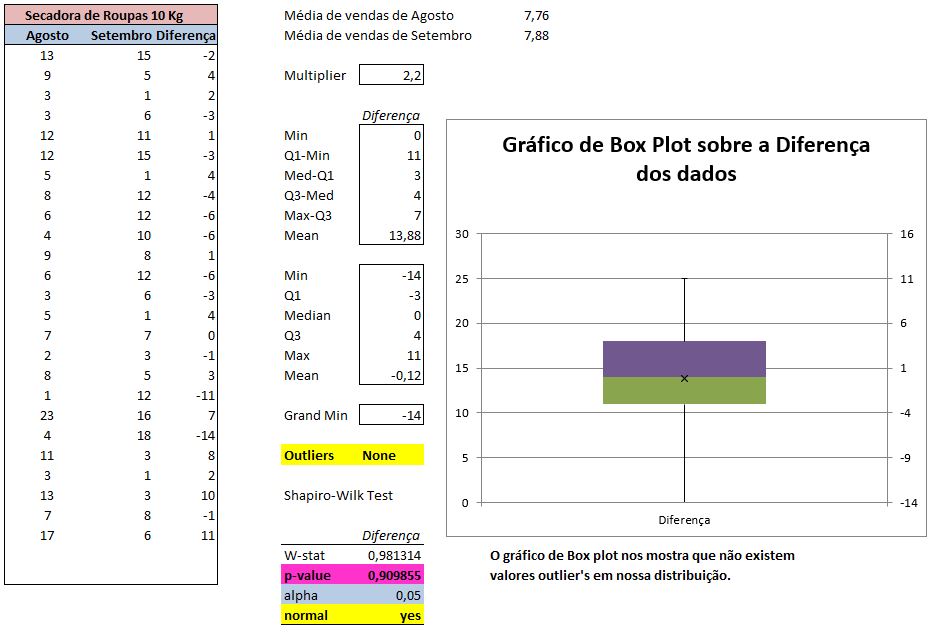 Secadora de Roupas 10 Kg
Agosto Setembro Diferença
13 15 -2
9 5 4
3 1 2
3 6 -3
12 11 1
12 15 -3
5 1 4
8 12 -4
6 12 -6
4 10 -6
9 8 1
6 12 -6
3 6 -3
5 1 4
7 7 0
2 3 -1
8 5 3
1 12 -11
23 16 7
4 18 -14
11 3 8
3 1 2
13 3 10
7 8 -1
17 6 11
Média de vendas de Agosto 7,76
Média de vendas de Setembro 7,88
Multiplier 2,2
Diferença
Min 0
Q1-Min 11
Med-Q1 3
Q3-Med 4
Max-Q3 7
Mean 13,88
Min -14
Q1 -3
Median 0
Q3 4
Max 11
Mean -0,12
Grand Min -14
Outliers None
Shapiro-Wilk Test
Diferença
W-stat 0,981314
p-value 0,909855
alpha 0,05
normal yes
Gráfico de Box Plot sobre a Diferença
dos dados
30 16
25 11
20 6
15 1
10 -4
5 -9
0 -14
Diferença
O gráfico de Box plot nos mostra que não existem
valores outlier's em nossa distribuição.